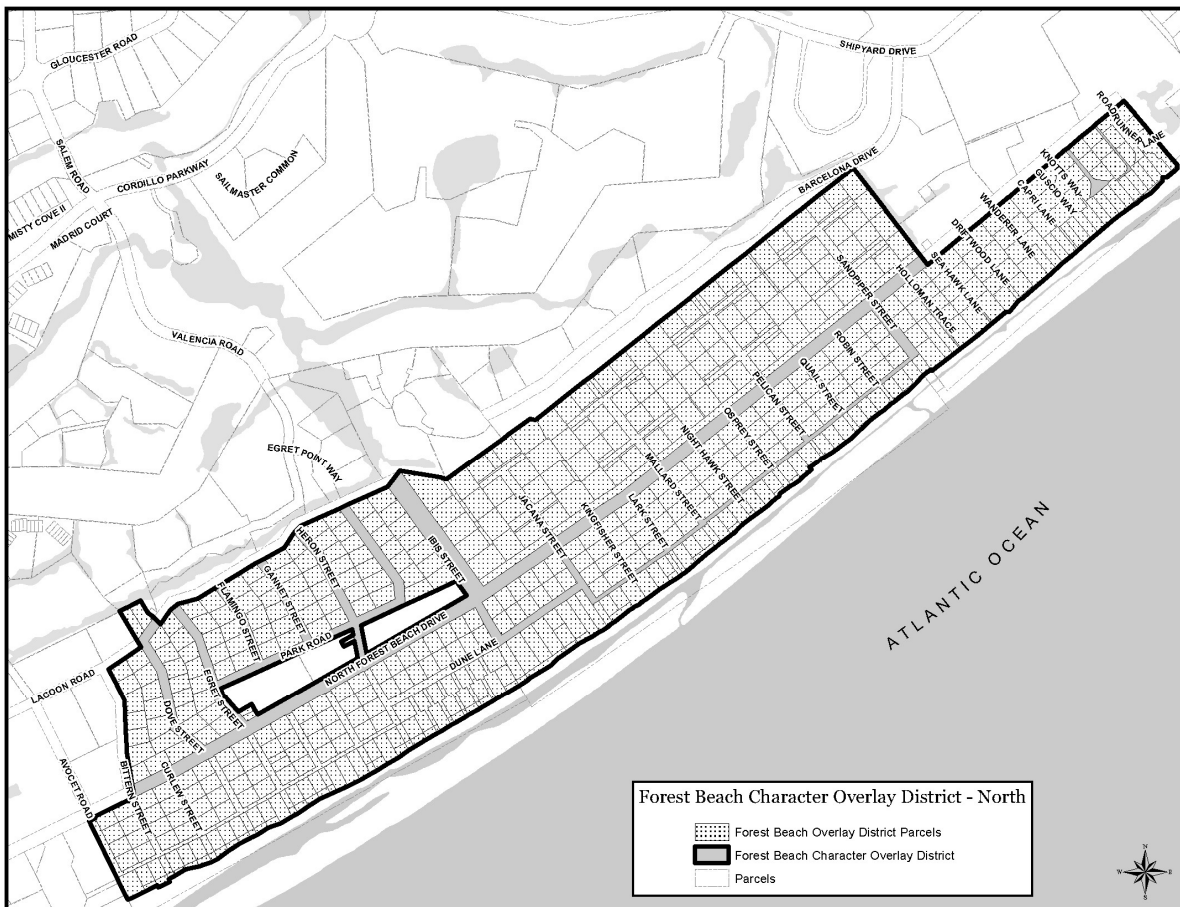 GLOUCESTER ROAD
SHIPYARD DRIVE
SALEM ROAD
CORDILLO PARKWAY
SAILMASTER COMMON
MISTY COVE II
MADRID COURT
BARCELONA DRIVE
ROADRUNNER LANE
KNOTTS WAY
GUSCIO WAY
CAPRI LANE
WANDERER LANE
DRIFTWOOD LANE
SEA HAWK LANE
HOLLOMAN TRACE
SANDPIPER STREET
ROBIN STREET
QUAIL STREET
PELICAN STREET
OSPREY STREET
NIGHT HAWK STREET
MALLARD STREET
LARK STREET
KINGFISHER STREET
JACANA STREET
VALENCIA ROAD
EGRET POINT WAY
IBIS STREET
HERON STREET
GANNET STREET
FLAMINGO STREET
PARK ROAD
NORTH FOREST BEACH DRIVE
DUNE LANE
EGRET STREET
DOVE STREET
LAGOON ROAD
AVOCET ROAD
BITTERN STREET
CURLEW STREET
ATLANTIC OCEAN
Forest Beach Character Overlay District - North
Forest Beach Overlay District Parcels
Forest Beach Character Overlay District
Parcels
N
W E
S